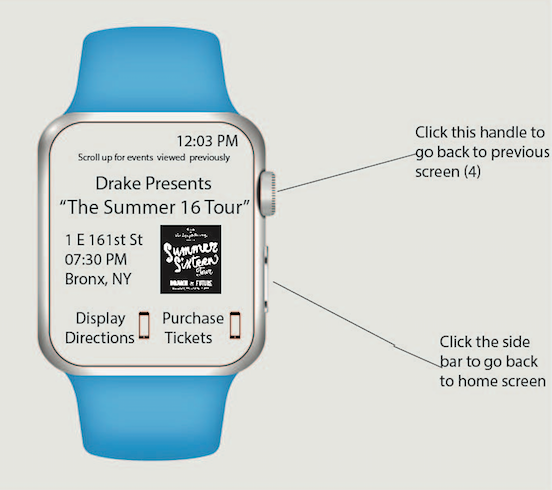 12:03 PM
Scroll up for events viewed previously
Drake Presents
“The Summer 16 Tour”
1 E 161st St
07:30 PM
Bronx, NY
Summer
Sixteen
Tour
DRAKE & FUTURE
Display
Directions
Purchase
Tickets
Click this handle to
go back to previous
screen (4)
Click the side
bar to go back
to home screen